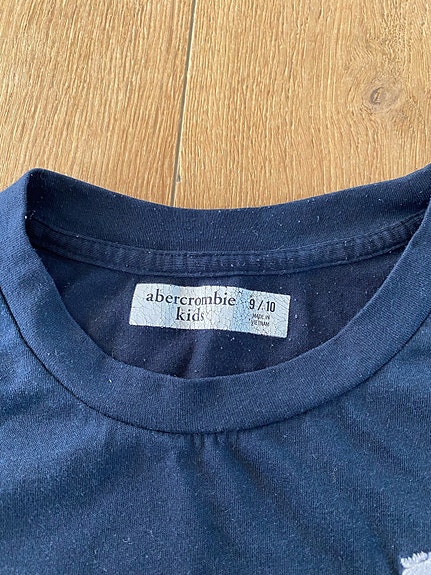 abercrombie
kids
9 / 10
MADE IN
VIETNAM